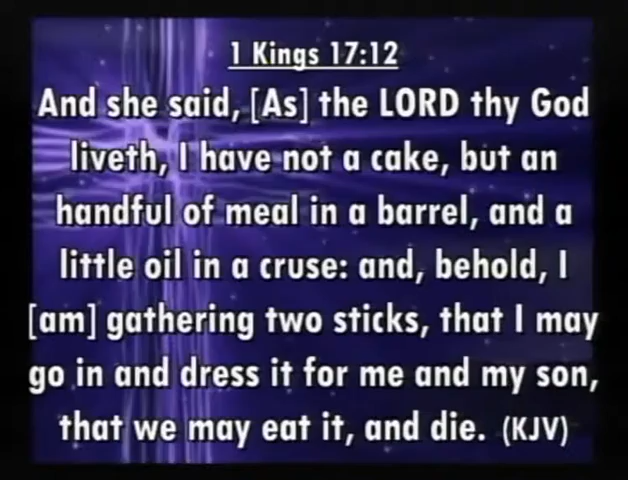 1 Kings 17:12
And she said, [As] the LORD thy God
liveth, I have not a cake, but an
handful of meal in a barrel, and a
little oil in a cruse: and, behold, I
[am] gathering two sticks, that I may
go in and dress it for me and my son,
that we may eat it, and die. (KJV)